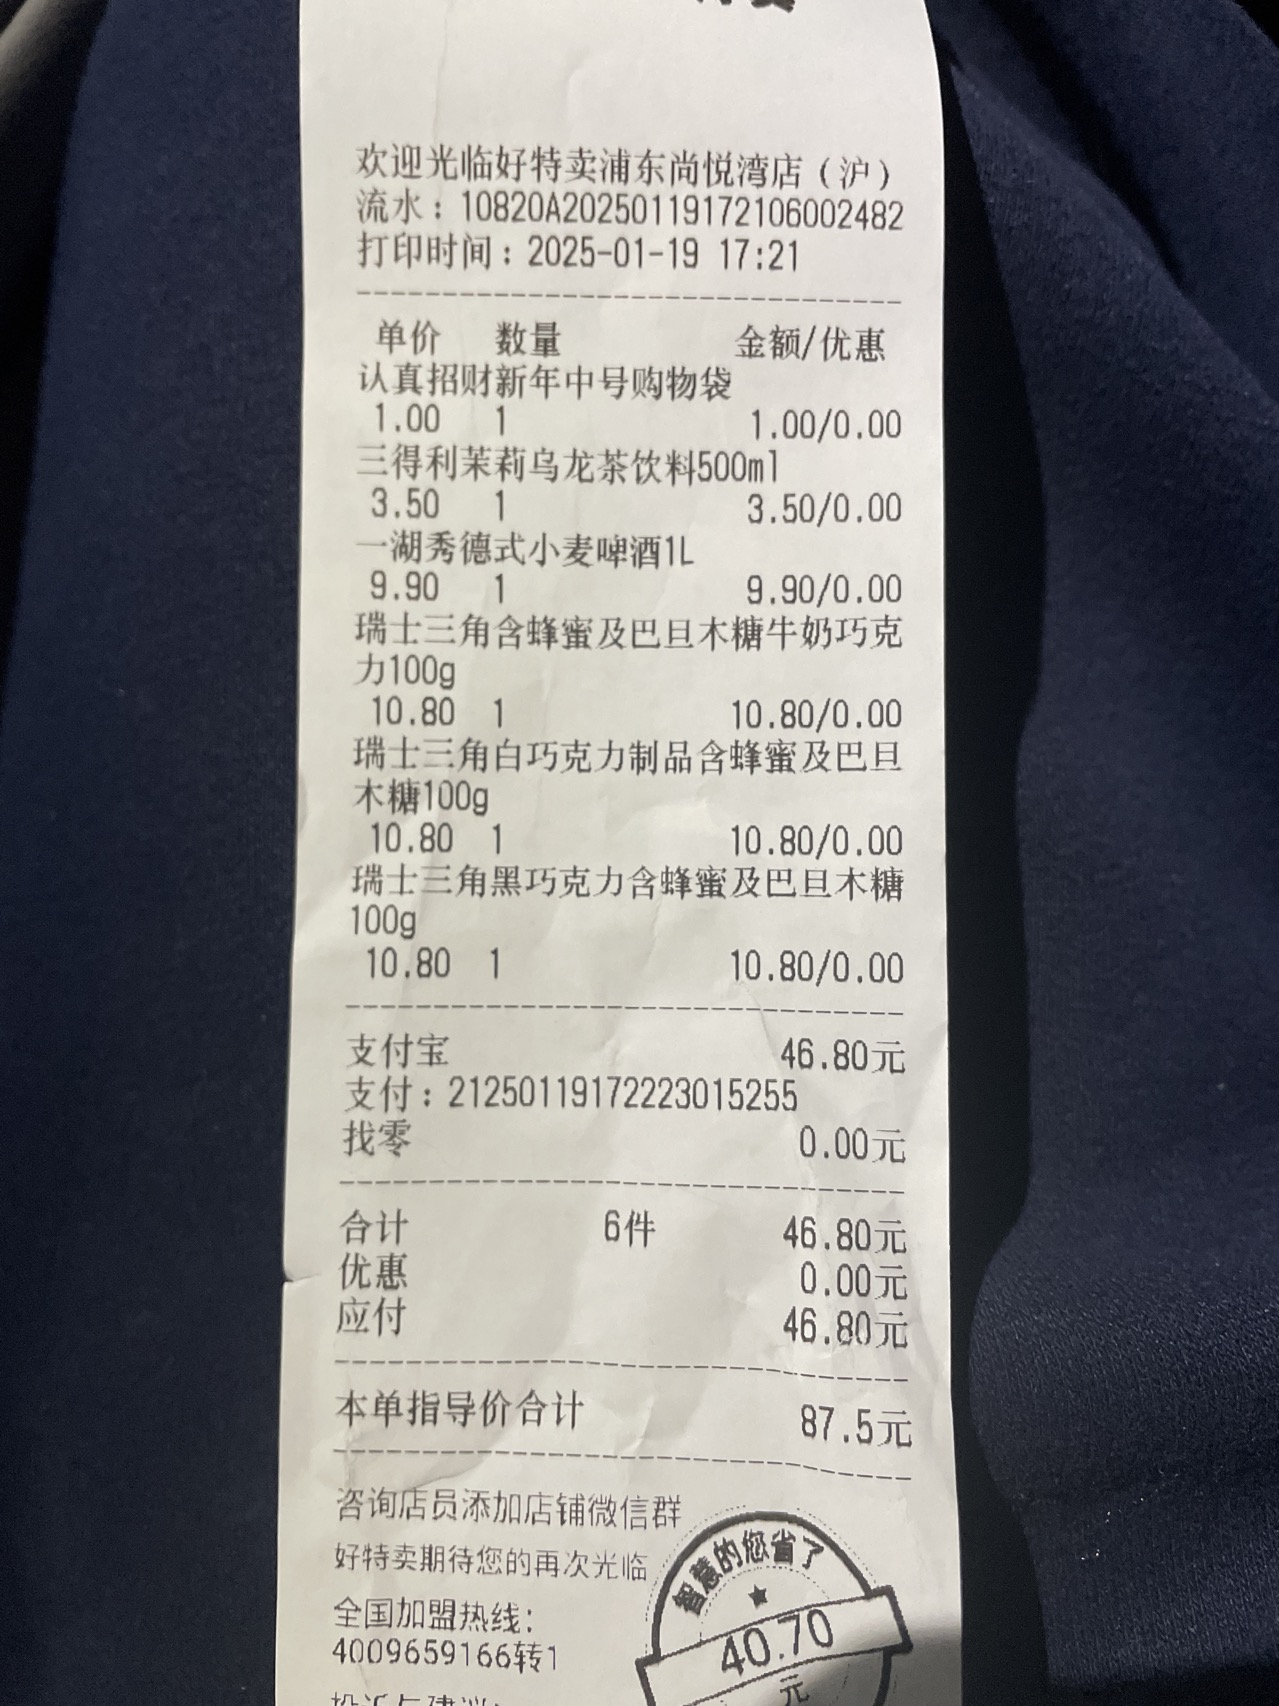 欢迎光临好特卖浦东尚悦湾店（沪）
流水：10820A20250119172106002482
打印时间：2025-01-19 17:21
单价 数量 金额/优惠
认真招财新年中号购物袋
1.00 1 1.00/0.00
三得利茉莉乌龙茶饮料500ml
3.50 1 3.50/0.00
一湖秀德式小麦啤酒1L
9.90 1 9.90/0.00
瑞士三角含蜂蜜及巴旦木糖牛奶巧克
力100g
10.80 1 10.80/0.00
瑞士三角白巧克力制品含蜂蜜及巴旦
木糖100g
10.80 1 10.80/0.00
瑞士三角黑巧克力含蜂蜜及巴旦木糖
100g
10.80 1 10.80/0.00
支付宝 46.80元
支付：21250119172223015255
找零 0.00元
合计 6件 46.80元
优惠 0.00元
应付 46.80元
本单指导价合计 87.5元
咨询店员添加店铺微信群
好特卖期待您的再次光临
全国加盟热线：
4009659166转1
智慧的您省了
40.70
元